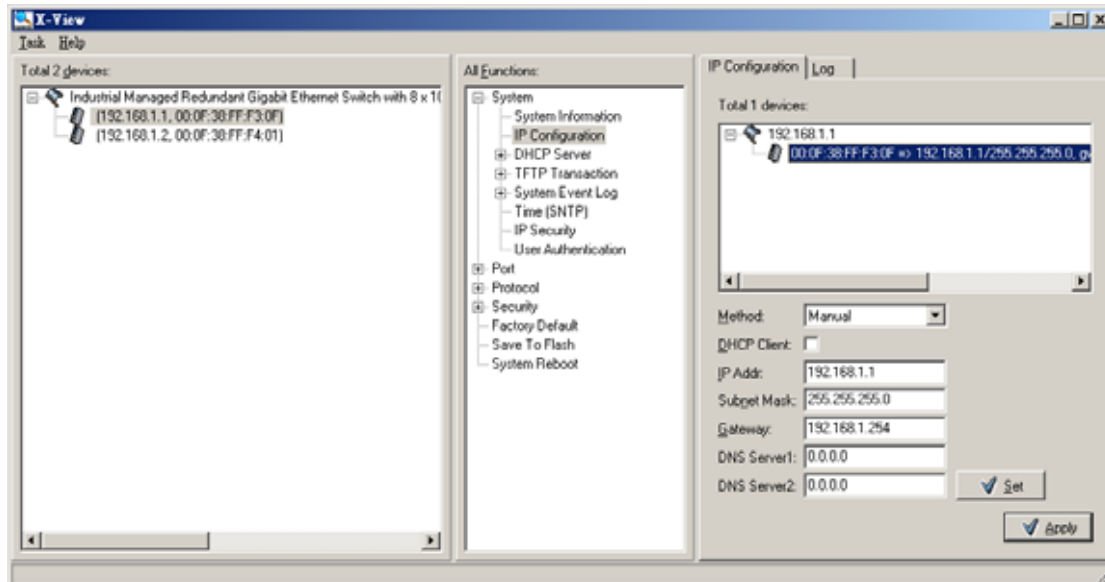 X-View
Task Help
Total 2 devices:
Industrial Managed Redundant Gigabit Ethernet Switch with 8 x 10
(192.168.1.1, 00:0F:38:FF:F3:0F)
(192.168.1.2, 00:0F:38:FF:F4:01)
All Functions:
System
System Information
IP Configuration
DHCP Server
TFTP Transaction
System Event Log
Time (SNTP)
IP Security
User Authentication
Port
Protocol
Security
Factory Default
Save To Flash
System Reboot
IP Configuration Log
Total 1 devices:
192.168.1.1
00:0F:38:FF:F3:0F => 192.168.1.1/255.255.255.0, gw
Method: Manual
DHCP Client:
IP Addr: 192.168.1.1
Subnet Mask: 255.255.255.0
Gateway: 192.168.1.254
DNS Server1: 0.0.0.0
DNS Server2: 0.0.0.0
Set
Apply